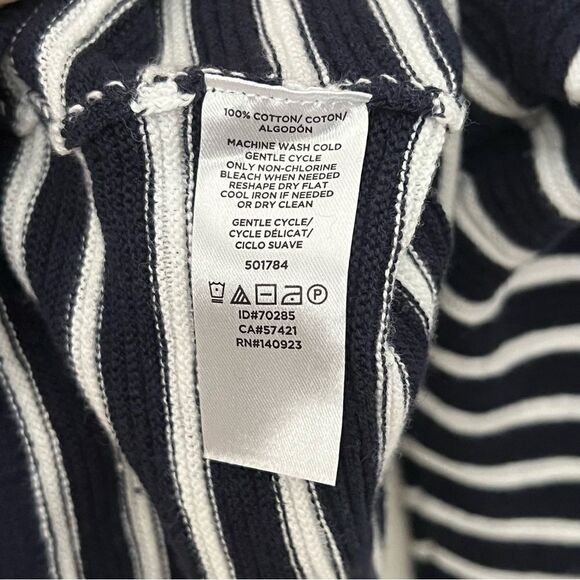 100% COTTON/ COTON/
ALGODÓN
MACHINE WASH COLD
GENTLE CYCLE
ONLY NON-CHLORINE
BLEACH WHEN NEEDED
RESHAPE DRY FLAT
COOL IRON IF NEEDED
OR DRY CLEAN
GENTLE CYCLE/
CYCLE DÉLICAT/
CICLO SUAVE
501784
P
ID#70285
CA#57421
RN#140923